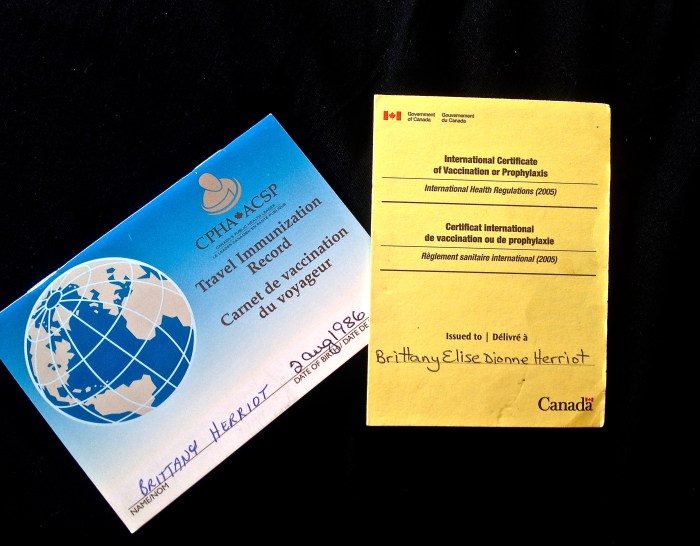 CPHA ACSP
Travel Immunization
Record
Carnet de vaccination
du voyageur
2 aug 1986
DATE OF BIRTH / DATE DE
BRITTANY HERRIOT
NAME/NOM
Government
of Canada
Gouvernement
du Canada
International Certificate
of Vaccination or Prophylaxis
International Health Regulations (2005)
Certificat international
de vaccination ou de prophylaxie
Règlement sanitaire international (2005)
Issued to | Délivré à
Brittany Elise Dionne Herriot
Canada